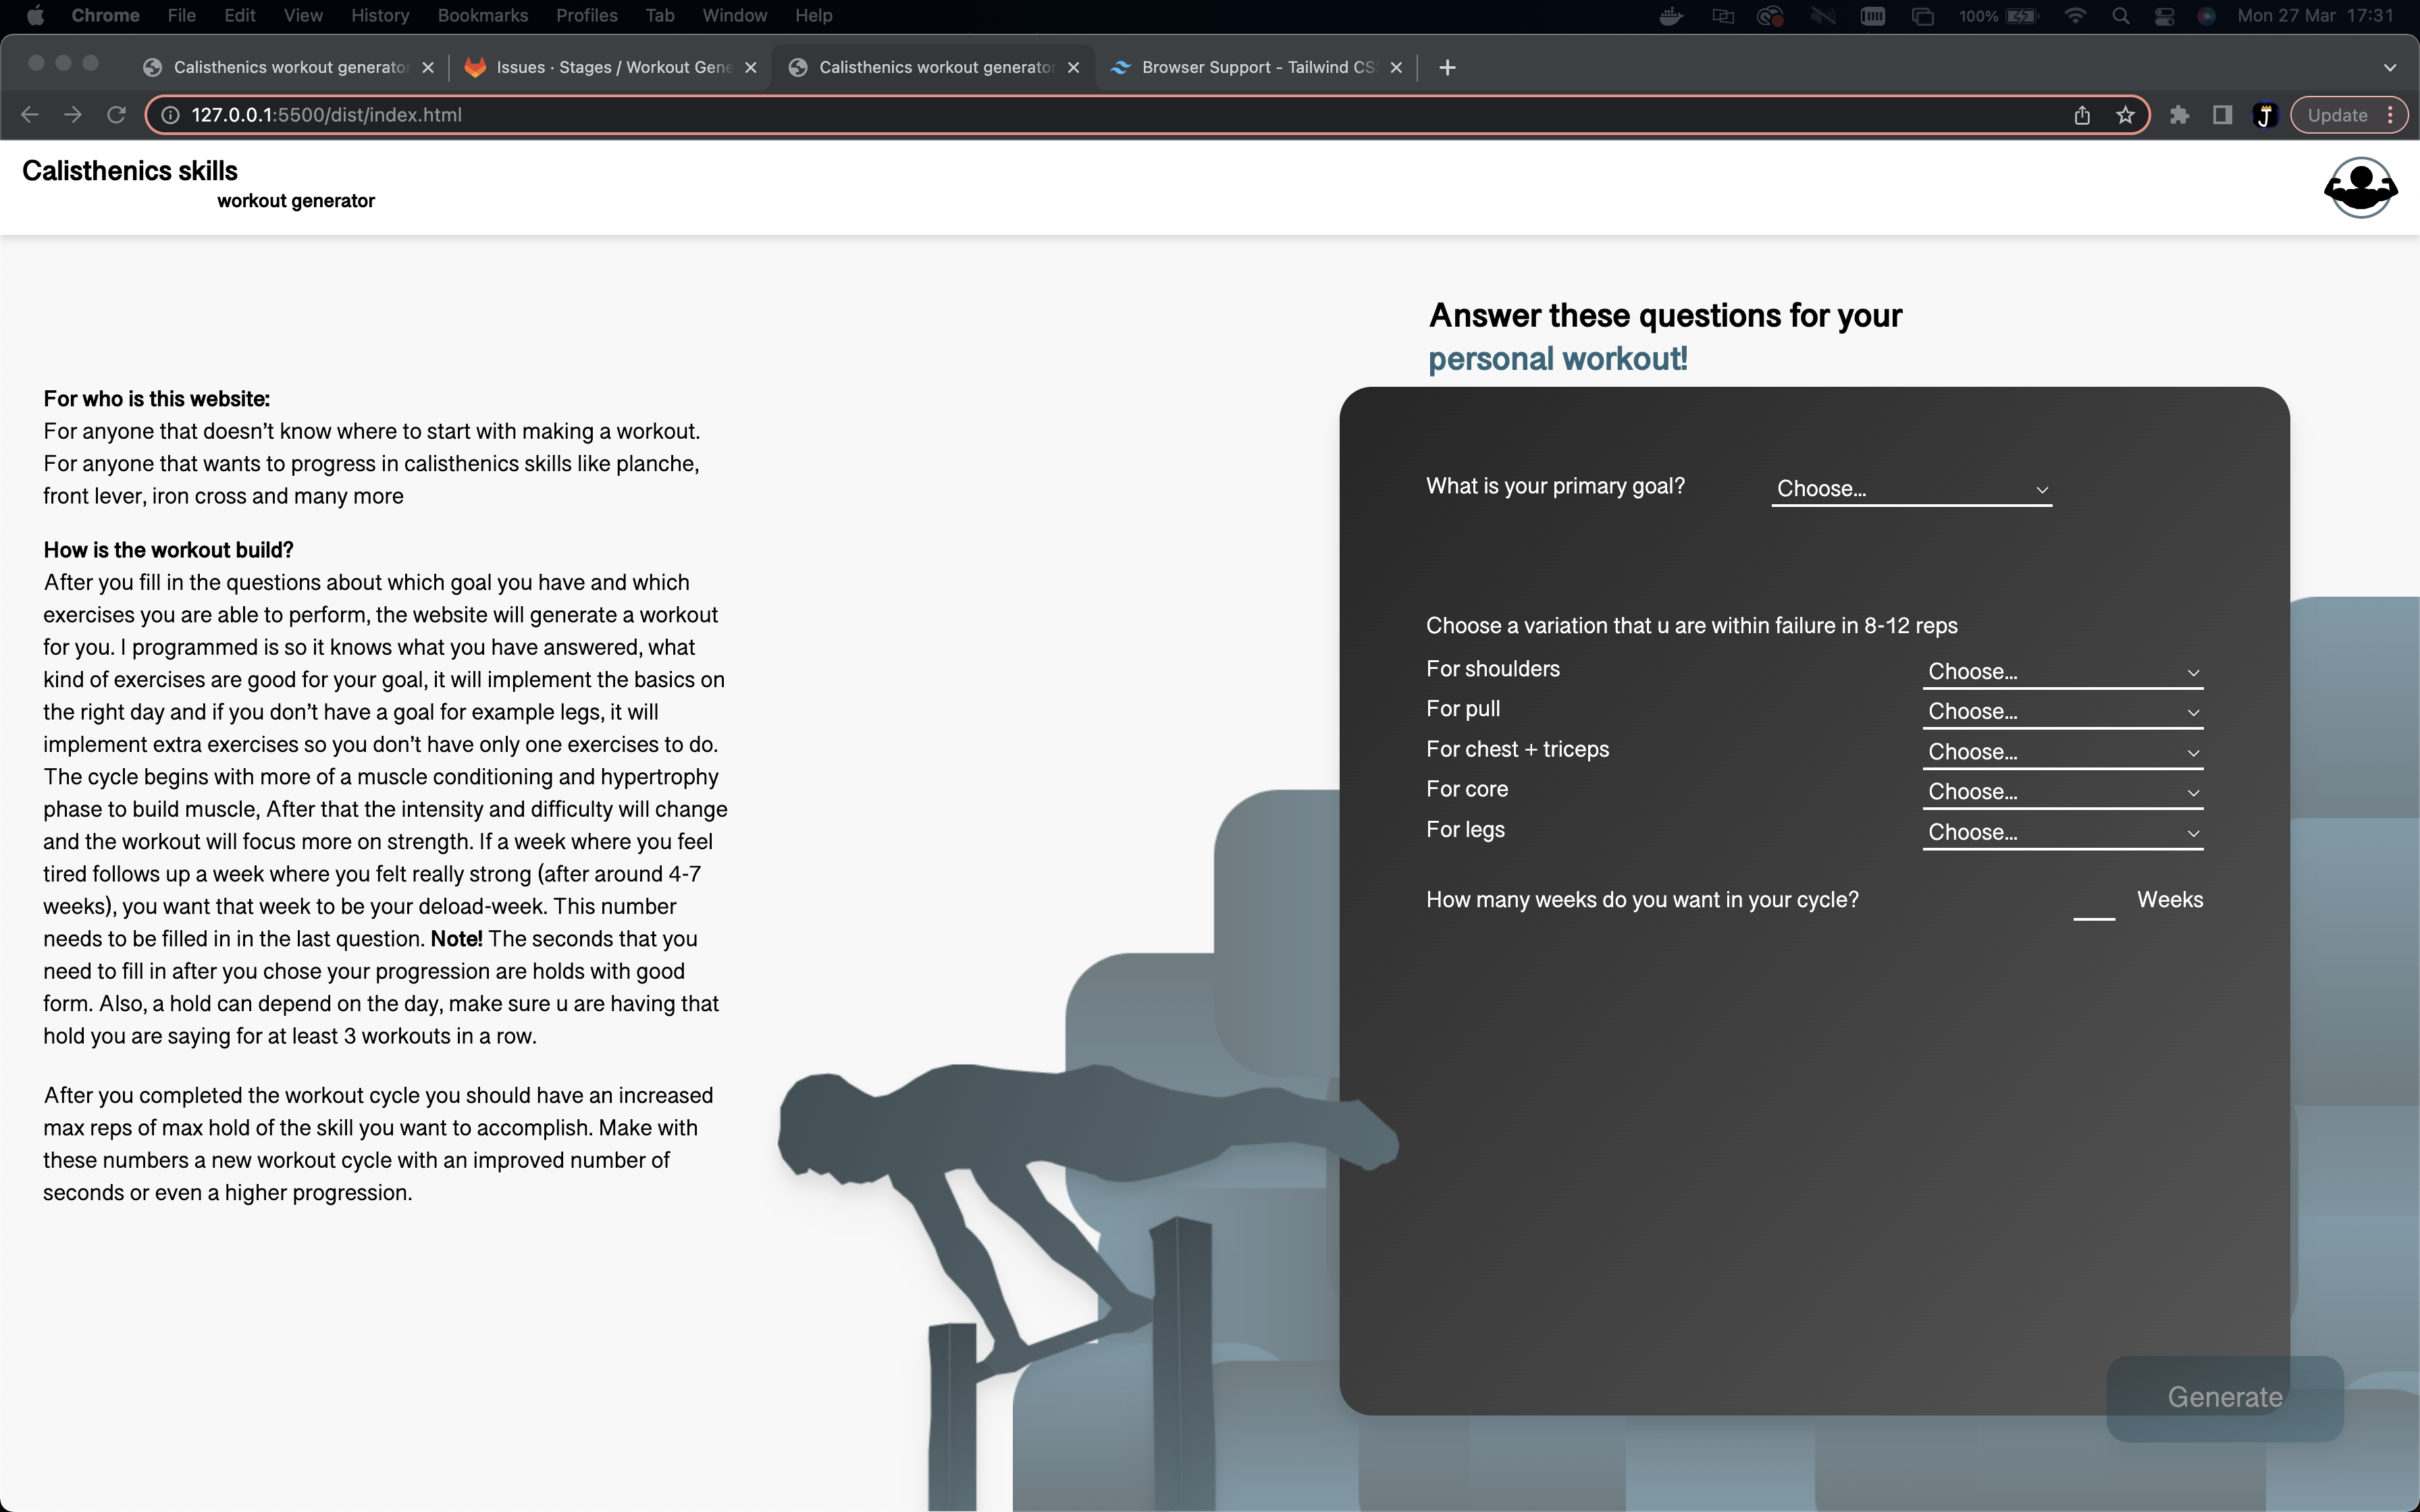 Chrome File Edit View History Bookmarks Profiles Tab Window Help 100% Mon 27 Mar 17:31
Calisthenics workout generator Issues · Stages / Workout Gene Calisthenics workout generator Browser Support - Tailwind CS
127.0.0.1:5500/dist/index.html Update
Calisthenics skills
workout generator
For who is this website:
For anyone that doesn't know where to start with making a workout.
For anyone that wants to progress in calisthenics skills like planche,
front lever, iron cross and many more
How is the workout build?
After you fill in the questions about which goal you have and which
exercises you are able to perform, the website will generate a workout
for you. I programmed is so it knows what you have answered, what
kind of exercises are good for your goal, it will implement the basics on
the right day and if you don't have a goal for example legs, it will
implement extra exercises so you don't have only one exercises to do.
The cycle begins with more of a muscle conditioning and hypertrophy
phase to build muscle, After that the intensity and difficulty will change
and the workout will focus more on strength. If a week where you feel
tired follows up a week where you felt really strong (after around 4-7
weeks), you want that week to be your deload-week. This number
needs to be filled in in the last question. Note! The seconds that you
need to fill in after you chose your progression are holds with good
form. Also, a hold can depend on the day, make sure u are having that
hold you are saying for at least 3 workouts in a row.
After you completed the workout cycle you should have an increased
max reps of max hold of the skill you want to accomplish. Make with
these numbers a new workout cycle with an improved number of
seconds or even a higher progression.
Answer these questions for your
personal workout!
What is your primary goal? Choose...
Choose a variation that u are within failure in 8-12 reps
For shoulders Choose...
For pull Choose...
For chest + triceps Choose...
For core Choose...
For legs Choose...
How many weeks do you want in your cycle? Weeks
Generate